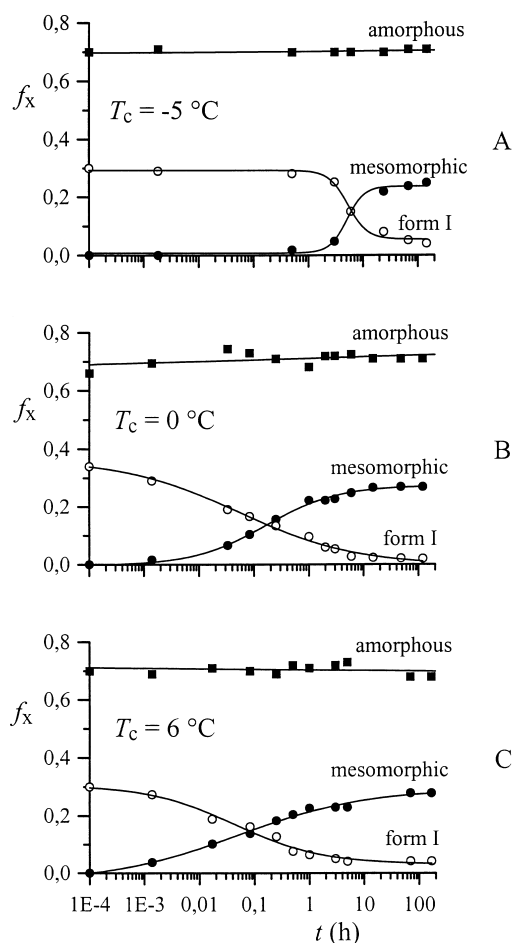 0,8
amorphous
0,6
fx
Tc = -5 °C
A
0,4
mesomorphic
0,2
form I
0,0
0,8
amorphous
0,6
fx
Tc = 0 °C
B
0,4
mesomorphic
0,2
form I
0,0
0,8
amorphous
0,6
fx
Tc = 6 °C
C
0,4
mesomorphic
0,2
form I
0,0
1E-4 1E-3 0,01 0,1 1 10 100
t (h)